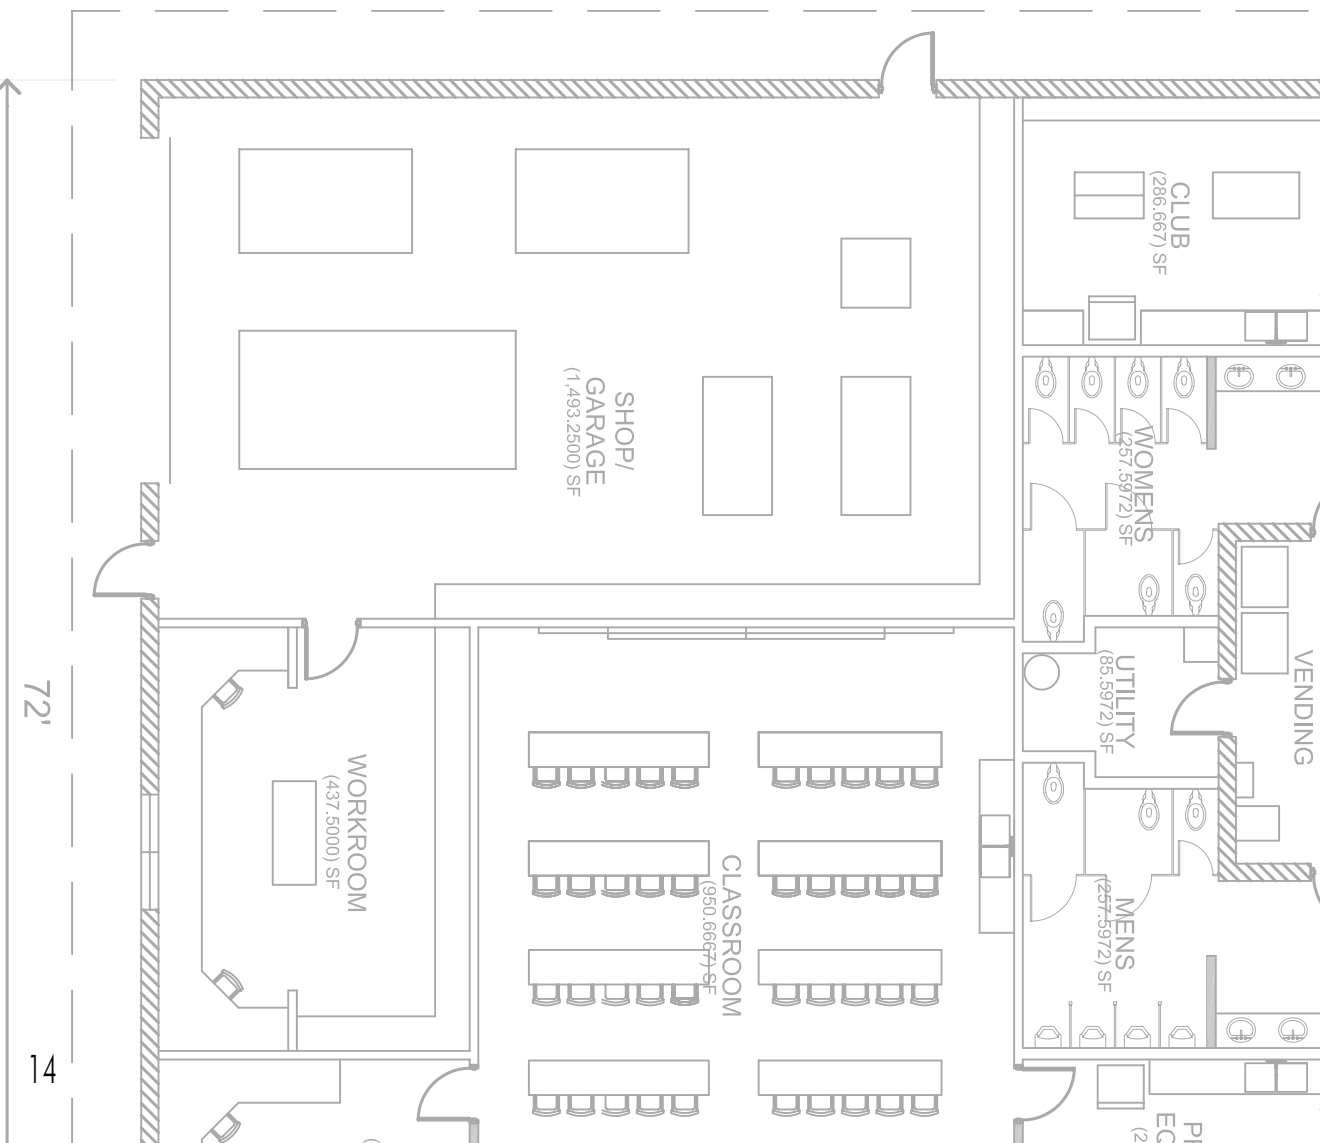 CLUB
(286.667) SF
SHOP/
GARAGE
(1,493.2500) SF
WOMENS
(257.5972) SF
UTILITY
(85.5972) SF
VENDING
72'
WORKROOM
(437.5000) SF
CLASSROOM
(950.6667) SF
MENS
(257.5972) SF
14